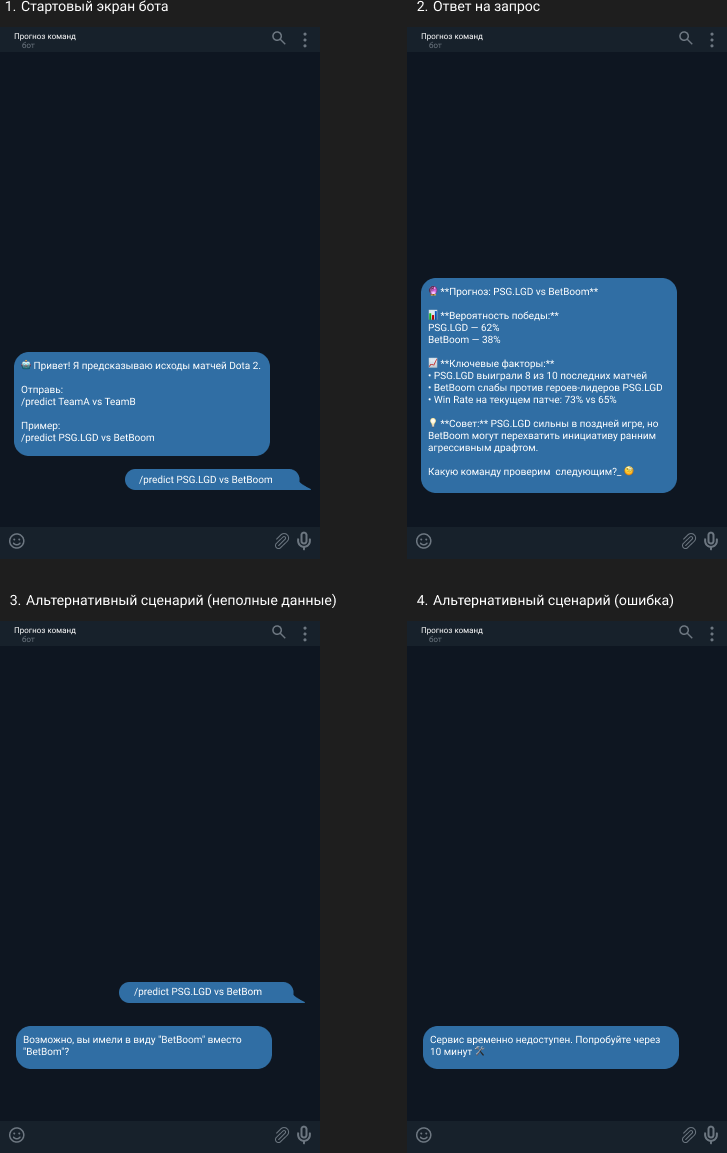 1. Стартовый экран бота
Прогноз команд
бот
Привет! Я предсказываю исходы матчей Dota 2.
Отправь:
/predict TeamA vs TeamB
Пример:
/predict PSG.LGD vs BetBoom
/predict PSG.LGD vs BetBoom
2. Ответ на запрос
Прогноз команд
бот
🔮 **Прогноз: PSG.LGD vs BetBoom**
📊 **Вероятность победы:**
PSG.LGD — 62%
BetBoom — 38%
📈 **Ключевые факторы:**
• PSG.LGD выиграли 8 из 10 последних матчей
• BetBoom слабы против героев-лидеров PSG.LGD
• Win Rate на текущем патче: 73% vs 65%
💡 **Совет:** PSG.LGD сильны в поздней игре, но
BetBoom могут перехватить инициативу ранним
агрессивным драфтом.
Какую команду проверим  следующим?_ 🧐
3. Альтернативный сценарий (неполные данные)
Прогноз команд
бот
/predict PSG.LGD vs BetBom
Возможно, вы имели в виду "BetBoom" вместо
"BetBom"?
4. Альтернативный сценарий (ошибка)
Прогноз команд
бот
Сервис временно недоступен. Попробуйте через
10 минут 🛠